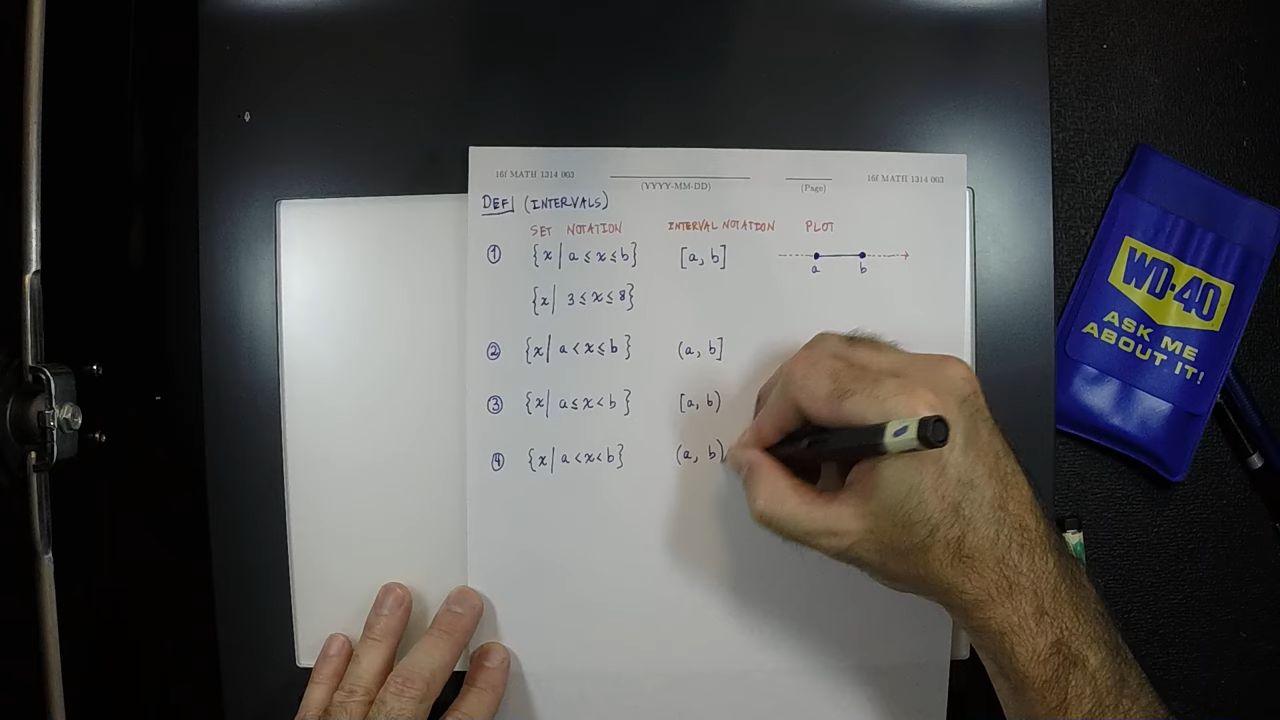 16f MATH 1314 003 (YYYY-MM-DD) (Page) 16f MATH 1314 003
DEF (INTERVALS)
SET NOTATION INTERVAL NOTATION PLOT
① {x | a ≤ x ≤ b} [a, b] a b
{x | 3 ≤ x ≤ 8}
② {x | a < x ≤ b} (a, b]
③ {x | a ≤ x < b} [a, b)
④ {x | a < x < b} (a, b)
WD-40
ASK ME
ABOUT IT!